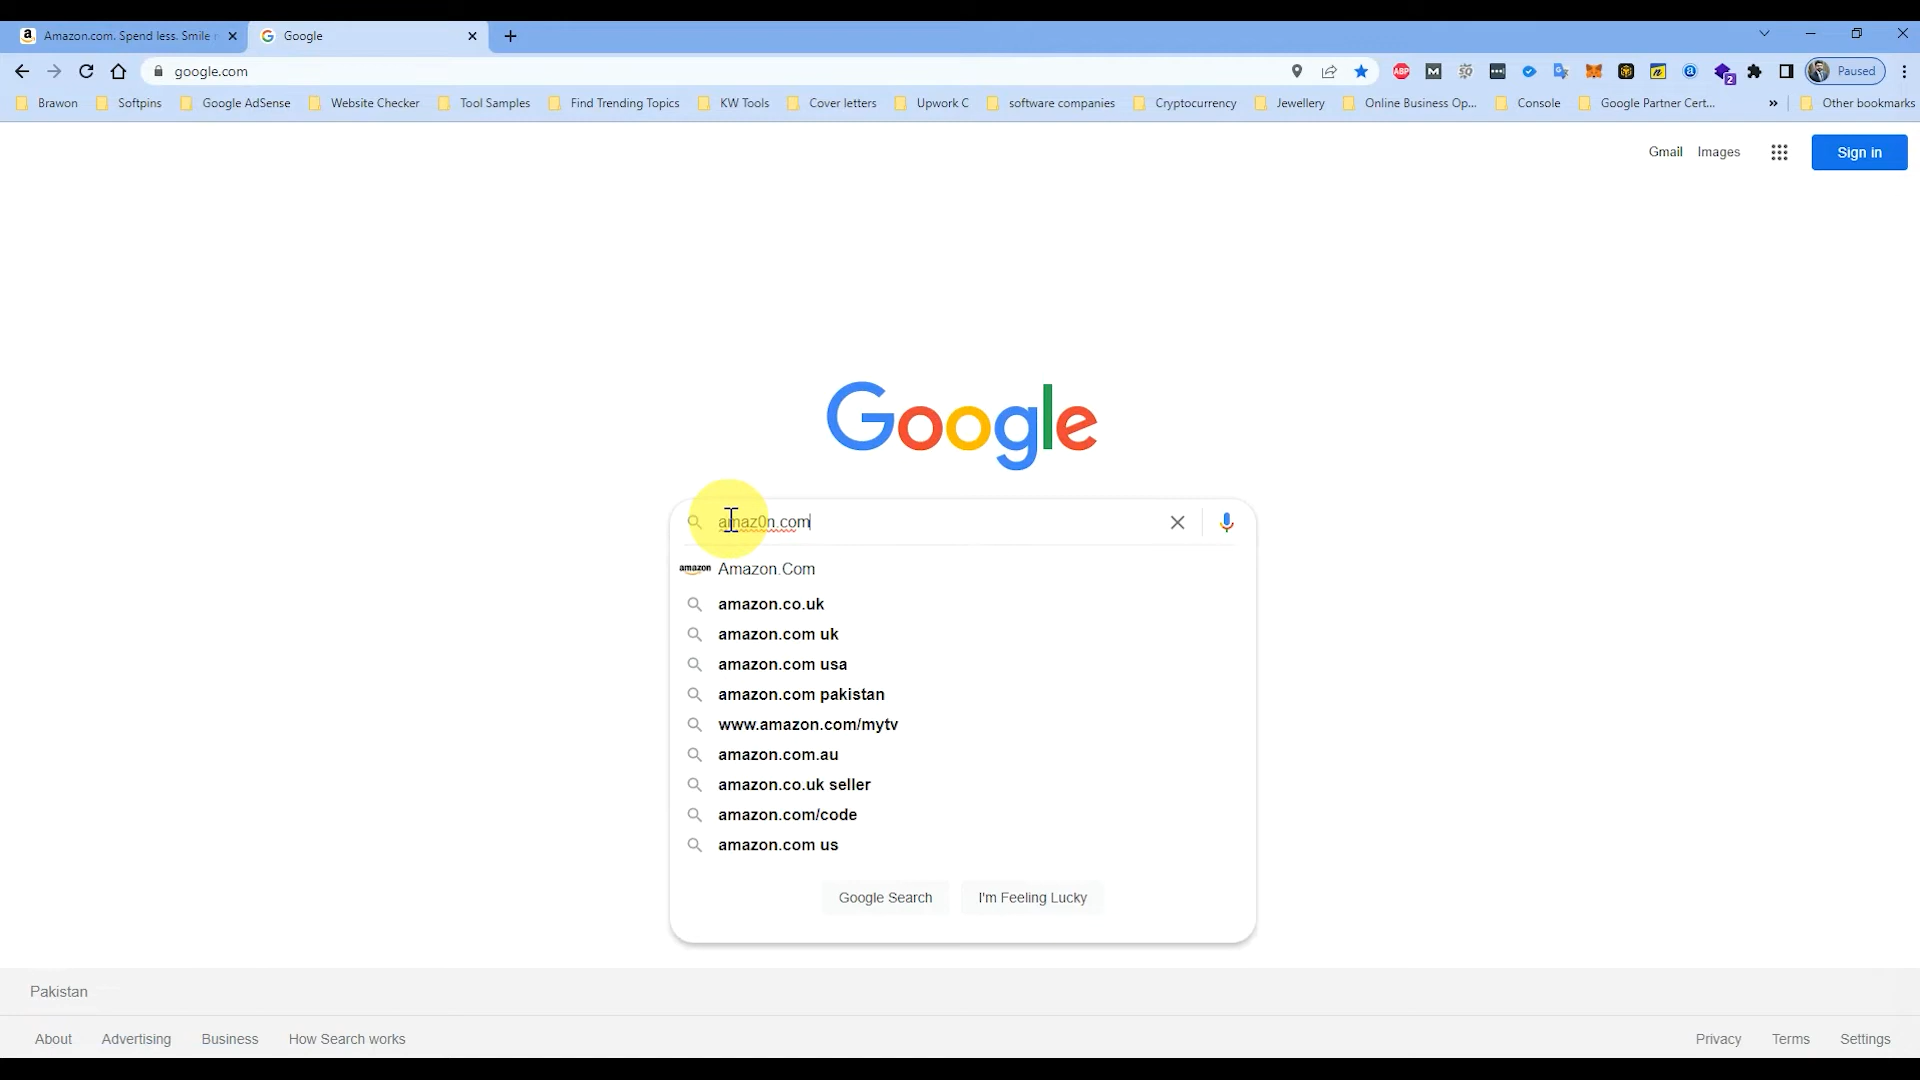 Amazon.com. Spend less. Smile
Google
google.com
Paused
Brawon
Softpins
Google AdSense
Website Checker
Tool Samples
Find Trending Topics
KW Tools
Cover letters
Upwork C
software companies
Cryptocurrency
Jewellery
Online Business Op...
Console
Google Partner Cert...
»
Other bookmarks
Gmail
Images
Sign in
Google
amaz0n.com
amazon Amazon.Com
amazon.co.uk
amazon.com uk
amazon.com usa
amazon.com pakistan
www.amazon.com/mytv
amazon.com.au
amazon.co.uk seller
amazon.com/code
amazon.com us
Google Search
I'm Feeling Lucky
Pakistan
About
Advertising
Business
How Search works
Privacy
Terms
Settings